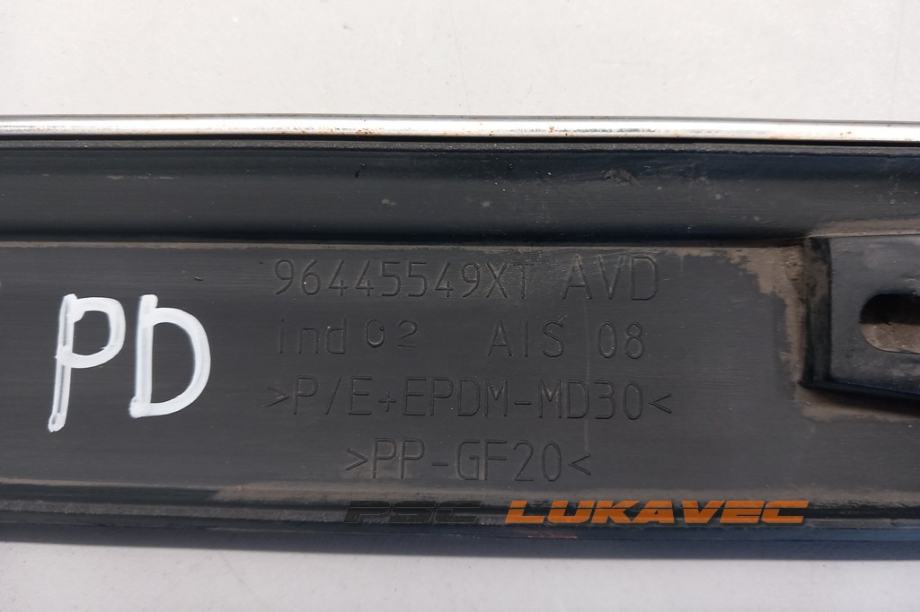 96445549XT AVD
PD
ind 02 AIS 08
>P/E+EPDM-MD30<
>PP-GF20<
PSC LUKAVEC